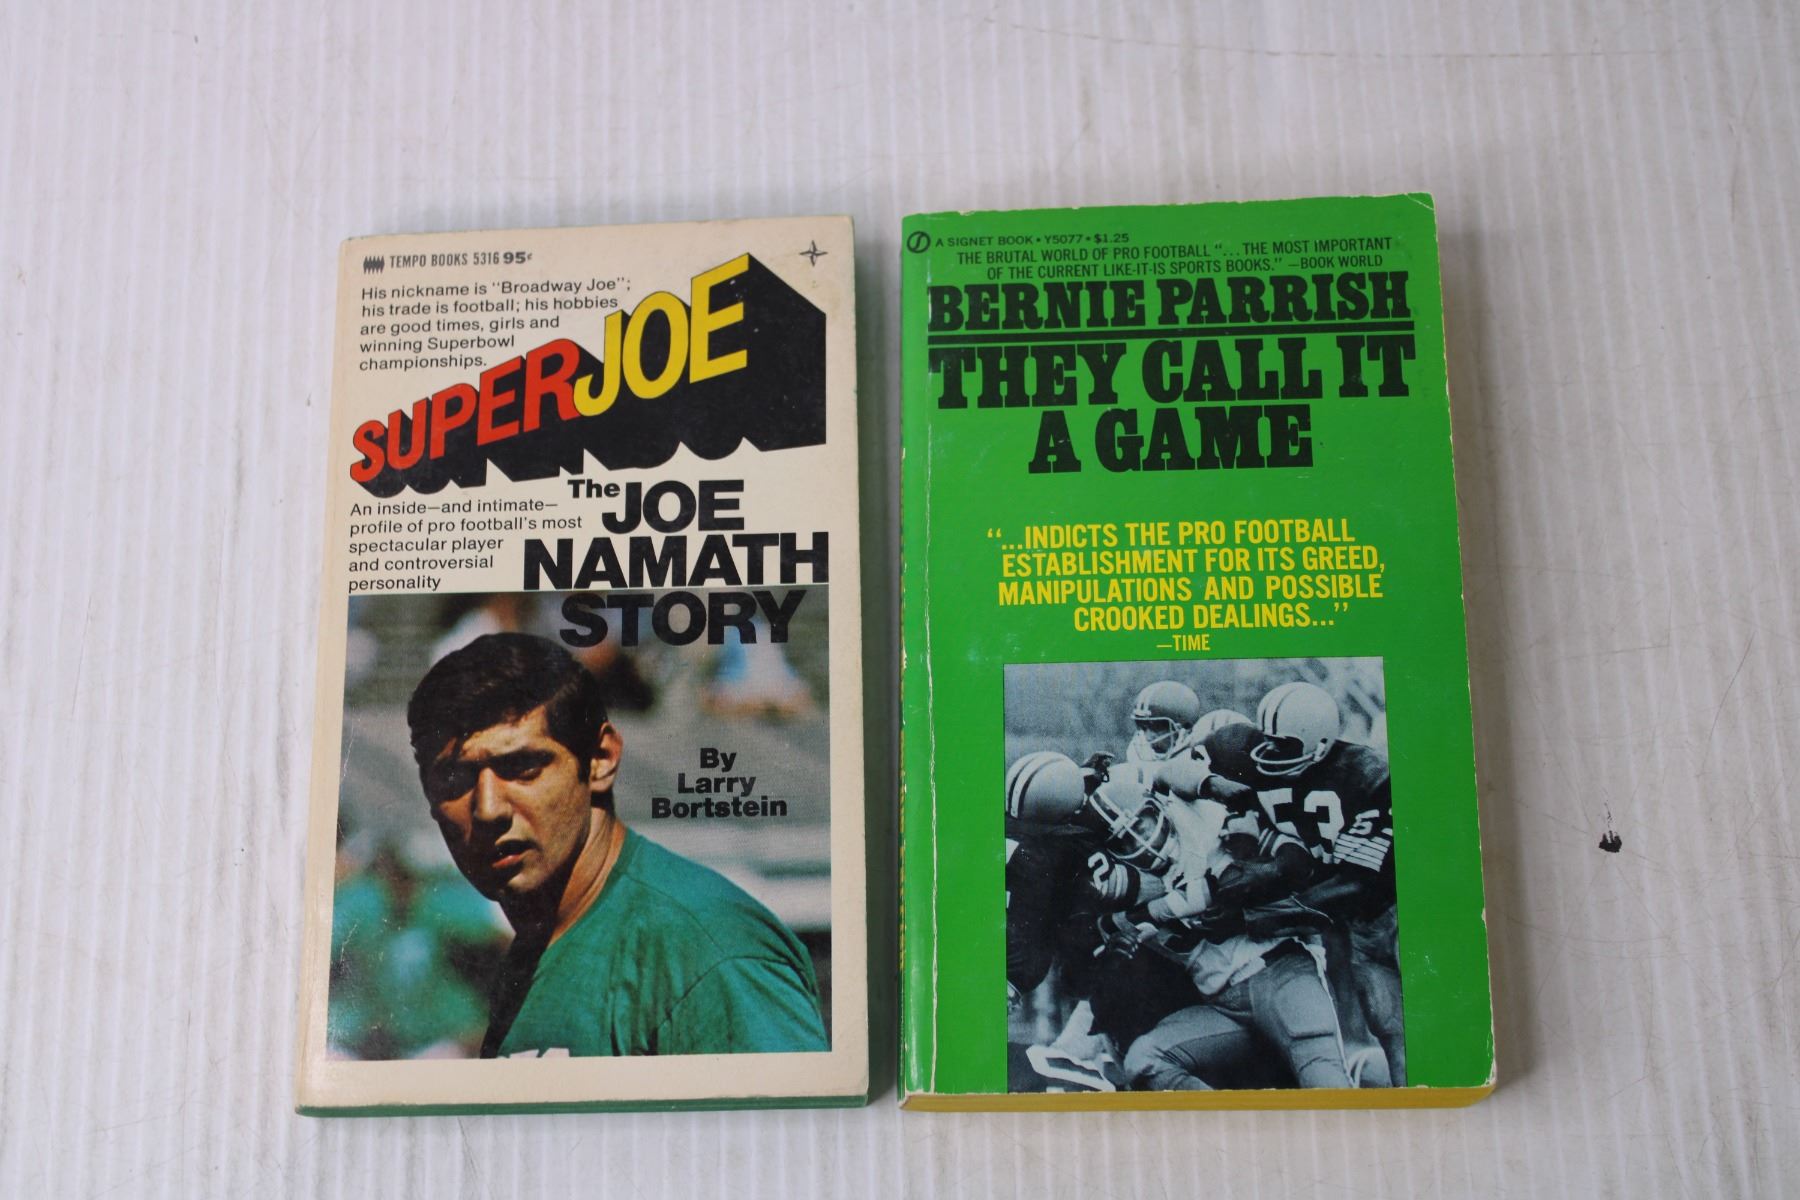 TEMPO BOOKS 5316 95¢
His nickname is "Broadway Joe";
his trade is football; his hobbies
are good times, girls and
winning Superbowl
championships.
SUPERJOE
The
JOE
NAMATH
STORY
An inside—and intimate—
profile of pro football's most
spectacular player
and controversial
personality
By
Larry
Bortstein
A SIGNET BOOK • Y5077 • $1.25
THE BRUTAL WORLD OF PRO FOOTBALL "...THE MOST IMPORTANT
OF THE CURRENT LIKE-IT-IS SPORTS BOOKS." —BOOK WORLD
BERNIE PARRISH
THEY CALL IT
A GAME
"...INDICTS THE PRO FOOTBALL
ESTABLISHMENT FOR ITS GREED,
MANIPULATIONS AND POSSIBLE
CROOKED DEALINGS..."
—TIME
53
2